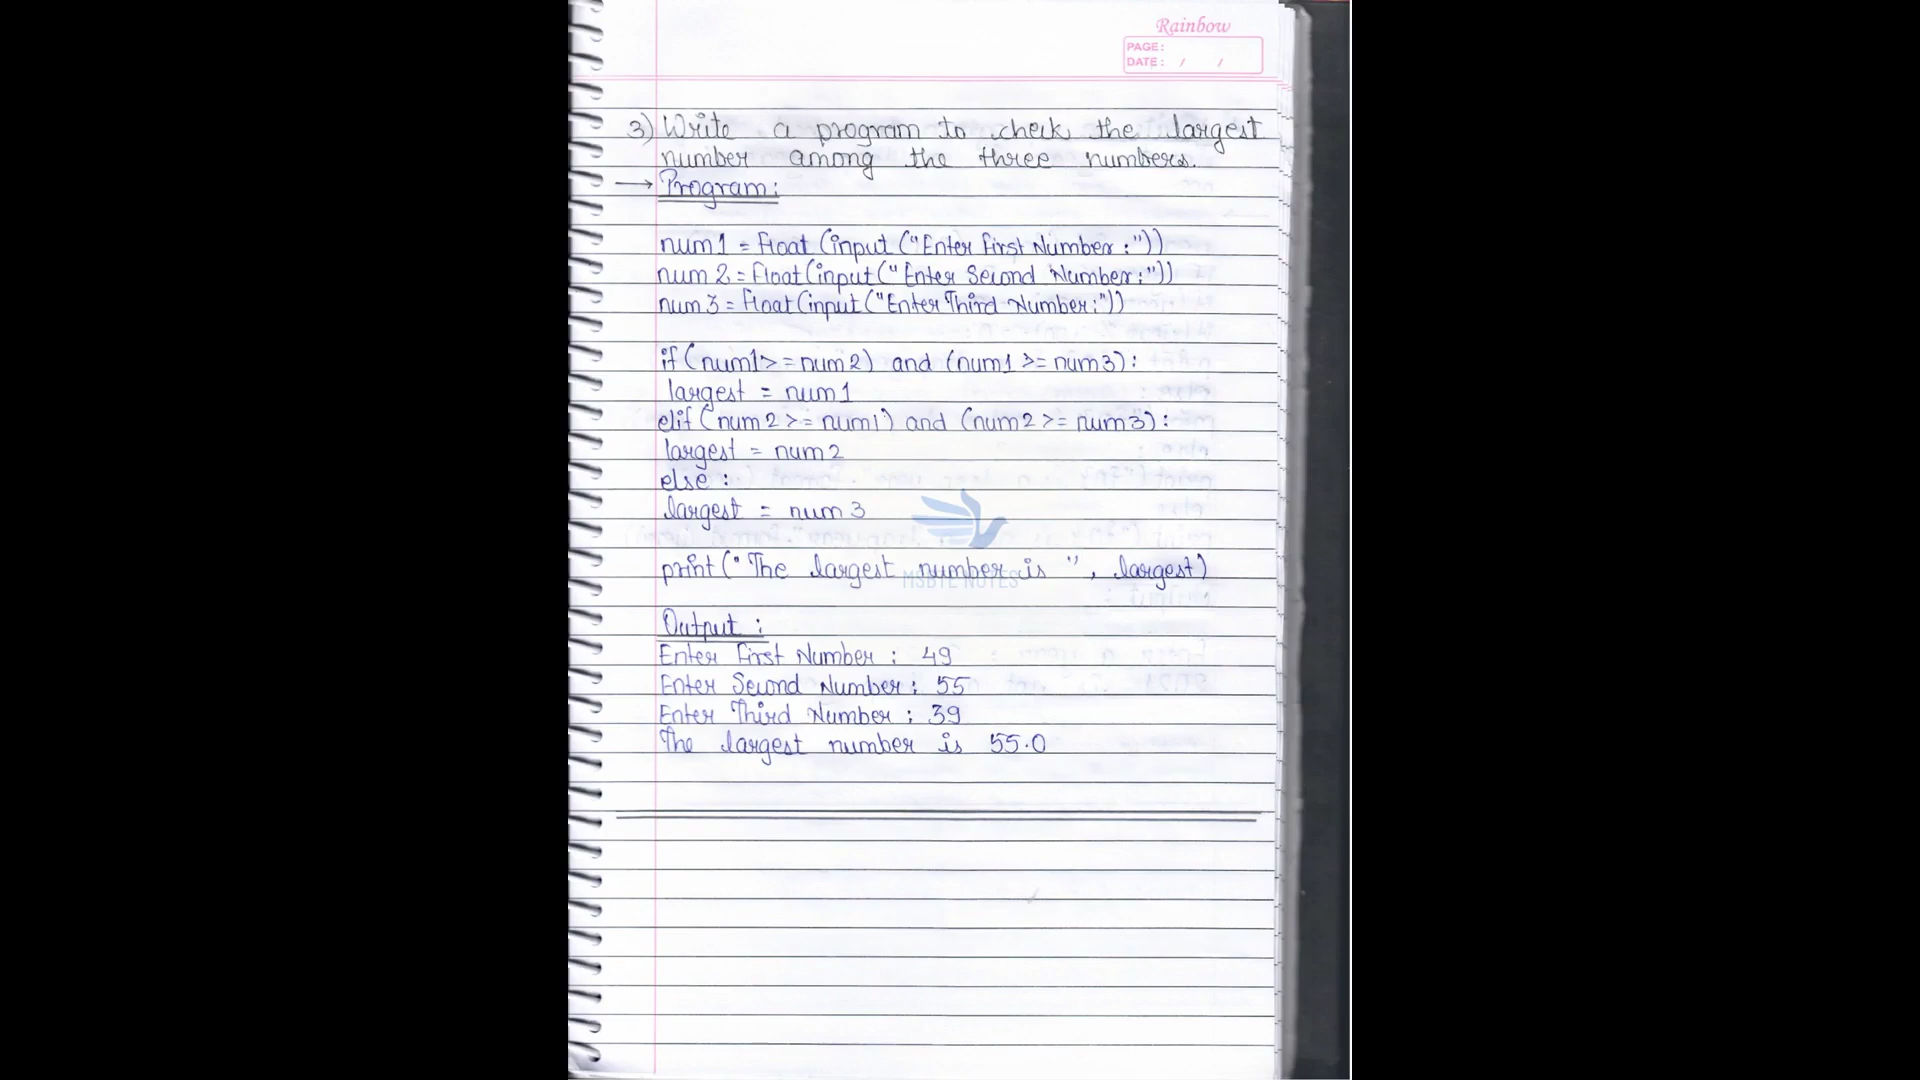 Rainbow
PAGE:
DATE: / /
3) Write a program to check the largest
number among the three numbers.
→ Program:
num1 = float (input ("Enter First Number :"))
num 2 = float (input ("Enter Second Number:"))
num 3 = float (input ("Enter Third Number:"))
if (num1 >= num2) and (num1 >= num3):
largest = num1
elif (num 2 >= num1) and (num 2 >= num 3):
largest = num 2
else :
largest = num 3
print ("The largest number is ", largest)
MSBTE NOTES
Output :
Enter First Number : 49
Enter Second Number : 55
Enter Third Number : 39
The largest number is 55.0